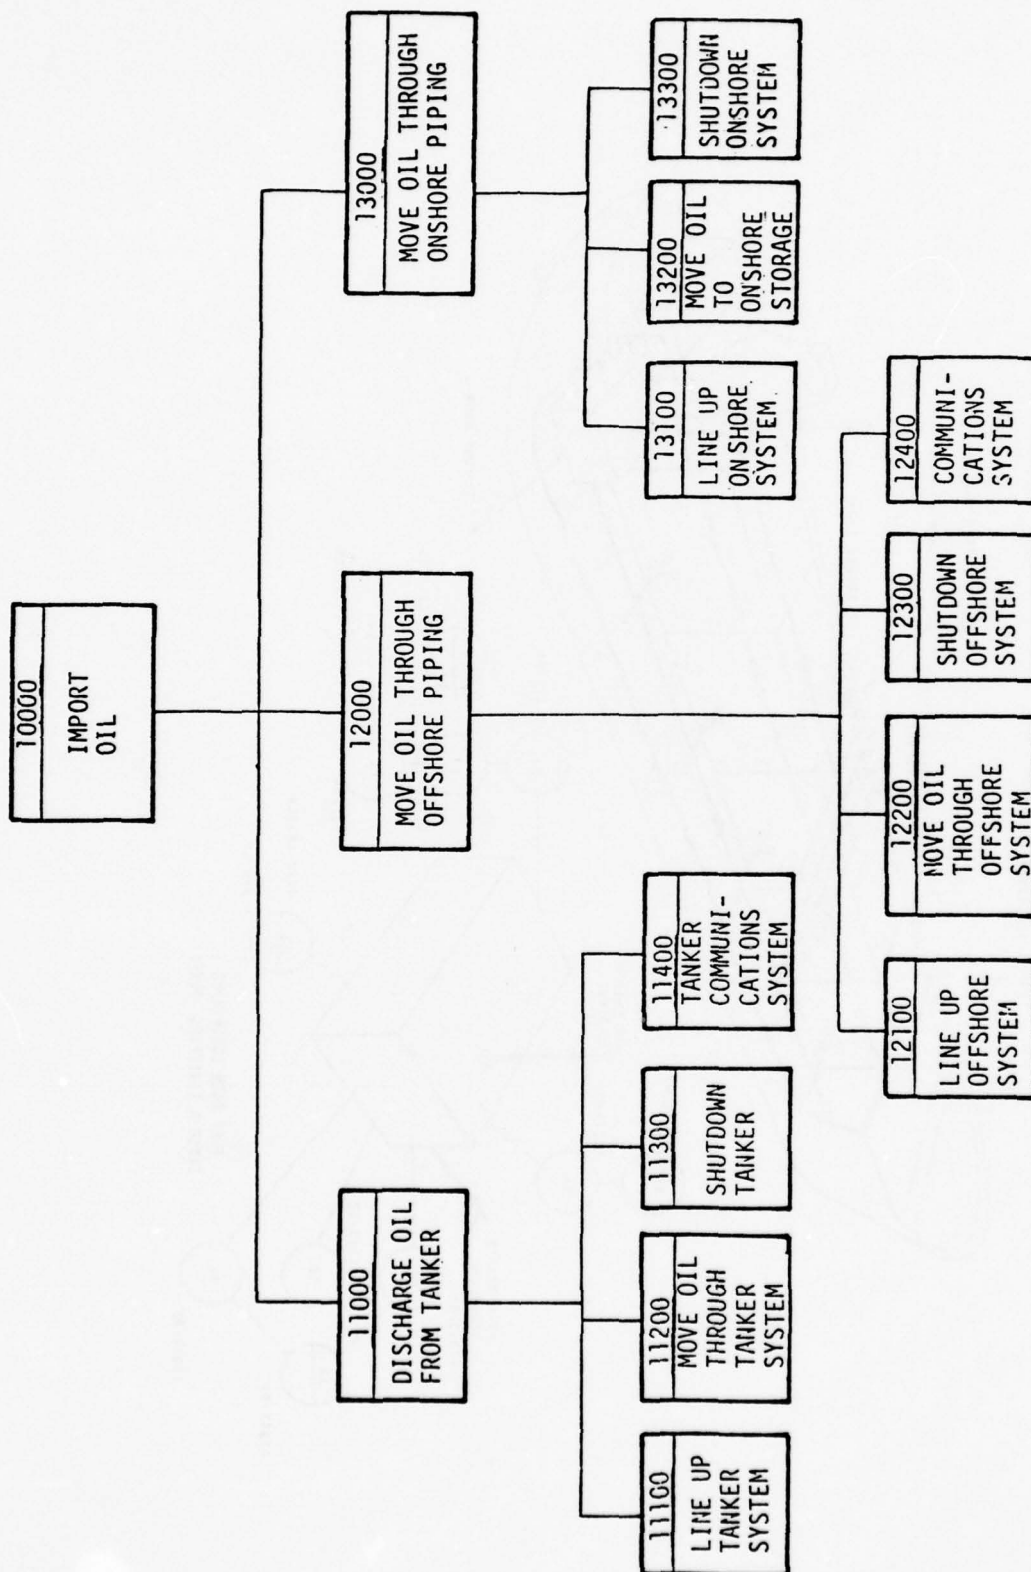 10000
IMPORT
OIL
11000
DISCHARGE OIL
FROM TANKER
12000
MOVE OIL THROUGH
OFFSHORE PIPING
13000
MOVE OIL THROUGH
ONSHORE PIPING
11100
LINE UP
TANKER
SYSTEM
11200
MOVE OIL
THROUGH
TANKER
SYSTEM
11300
SHUTDOWN
TANKER
11400
TANKER
COMMUNI-
CATIONS
SYSTEM
13100
LINE UP
ONSHORE
SYSTEM
13200
MOVE OIL
TO
ONSHORE
STORAGE
13300
SHUTDOWN
ONSHORE
SYSTEM
12100
LINE UP
OFFSHORE
SYSTEM
12200
MOVE OIL
THROUGH
OFFSHORE
SYSTEM
12300
SHUTDOWN
OFFSHORE
SYSTEM
12400
COMMUNI-
CATIONS
SYSTEM